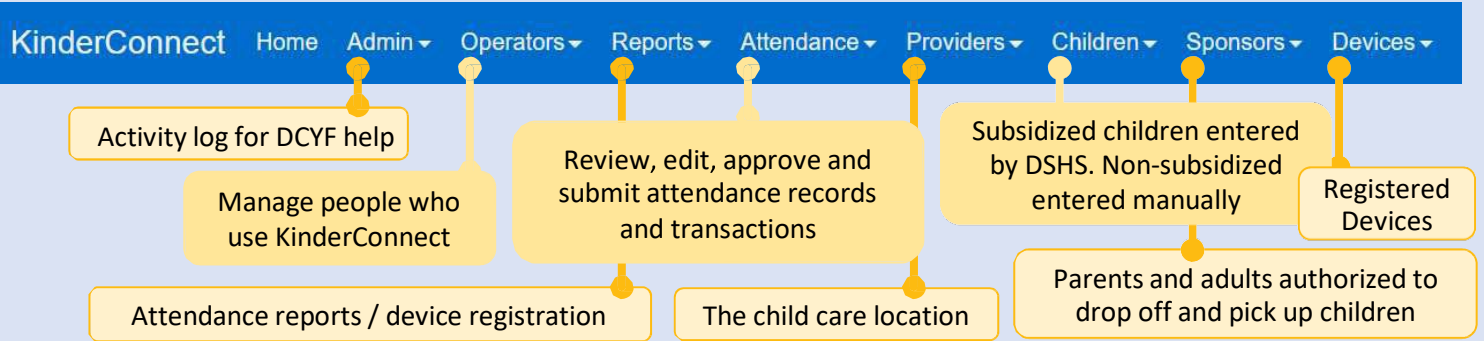 KinderConnect Home Admin Operators Reports Attendance Providers Children Sponsors Devices
Activity log for DCYF help
Manage people who
use KinderConnect
Review, edit, approve and
submit attendance records
and transactions
Subsidized children entered
by DSHS. Non-subsidized
entered manually
Registered
Devices
Attendance reports / device registration
The child care location
Parents and adults authorized to
drop off and pick up children